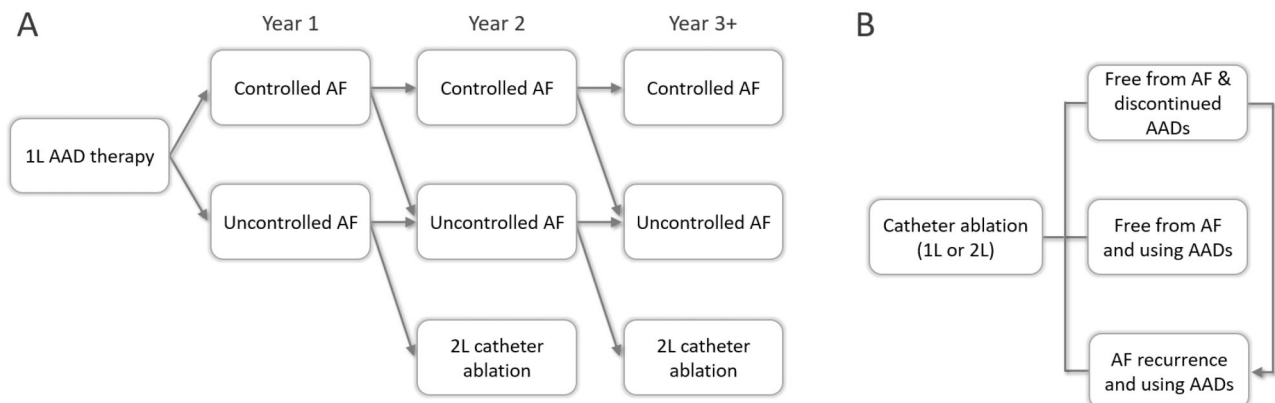 A
Year 1
Year 2
Year 3+
1L AAD therapy
Controlled AF
Controlled AF
Controlled AF
Uncontrolled AF
Uncontrolled AF
Uncontrolled AF
2L catheter
ablation
2L catheter
ablation
B
Catheter ablation
(1L or 2L)
Free from AF &
discontinued
AADs
Free from AF
and using AADs
AF recurrence
and using AADs